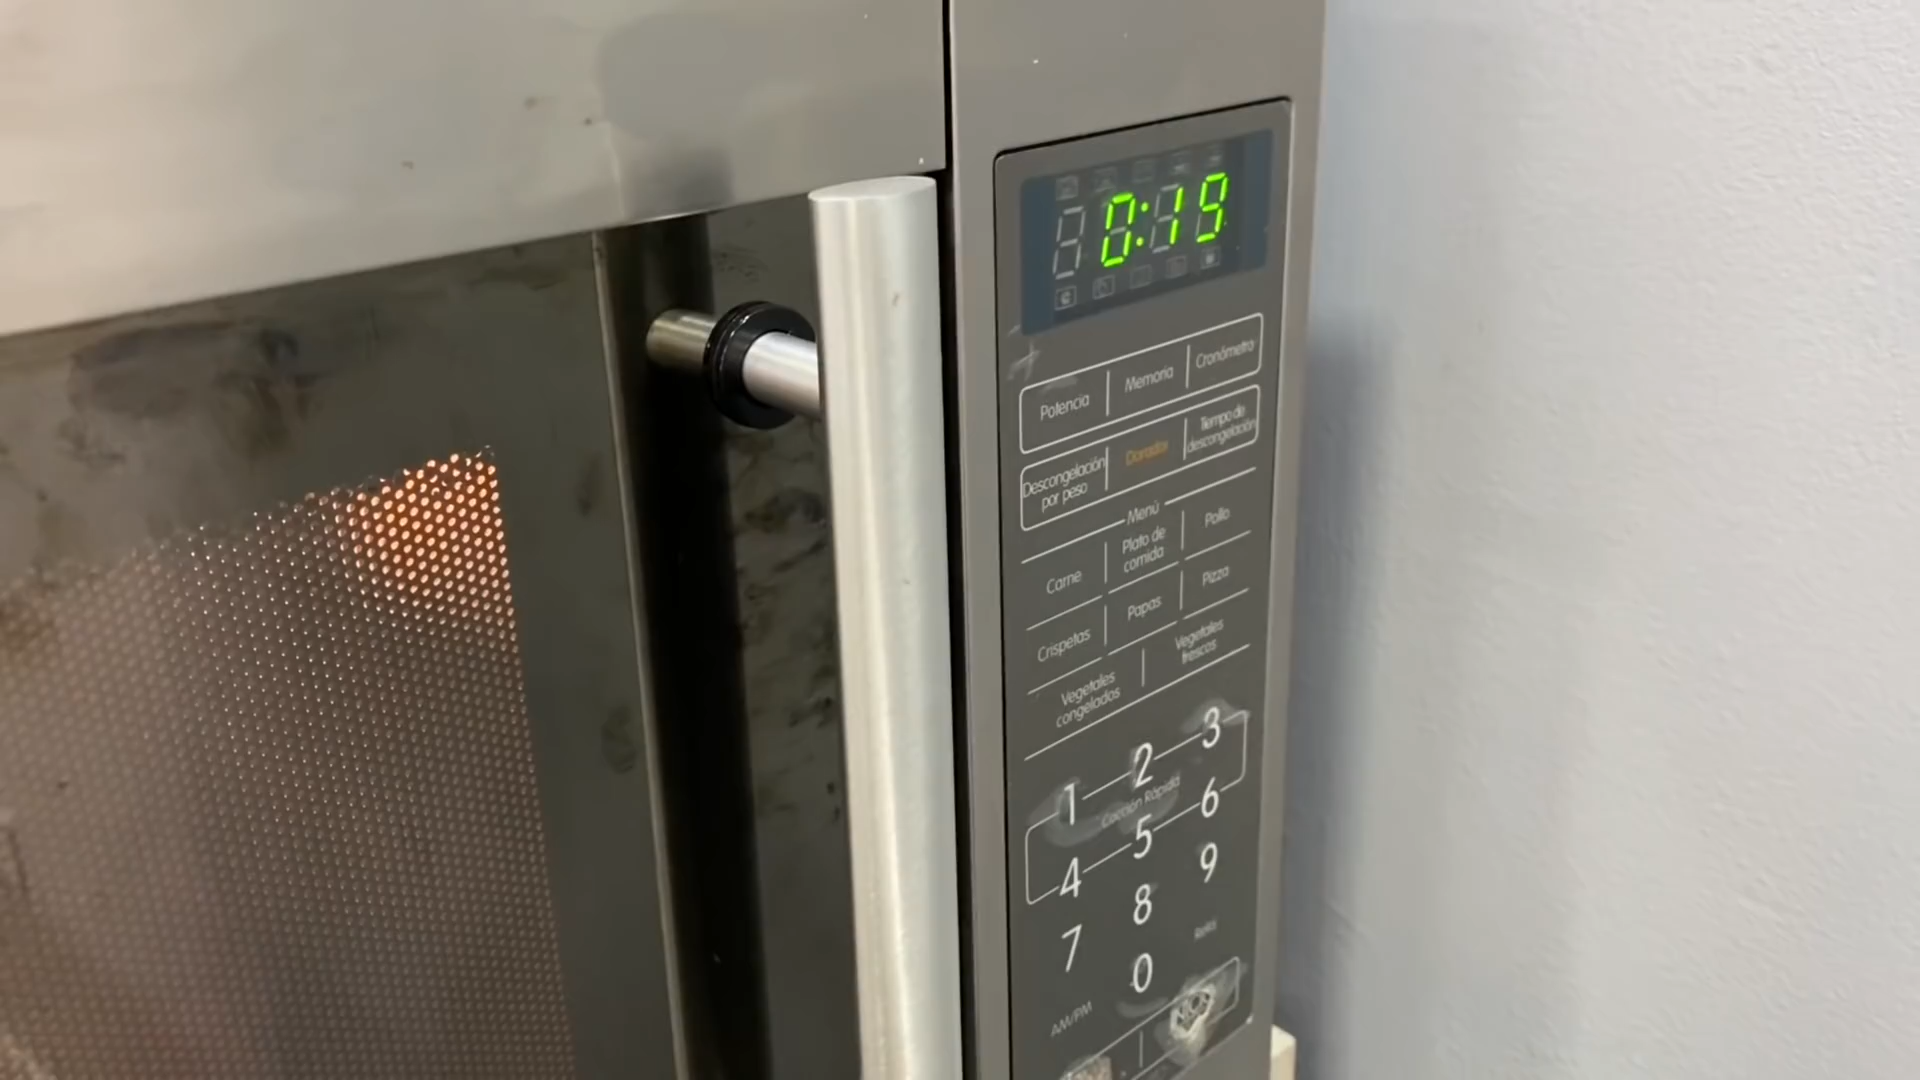 0:19
Potencia
Memoria
Cronómetro
Descongelación
por peso
Dorador
Tiempo de
descongelación
Menú
Carne
Plato de
comida
Pollo
Crispetas
Papas
Pizza
Vegetales
congelados
Vegetales
frescos
1
2
3
Cocción Rápida
4
5
6
7
8
9
AM/PM
0
Reloj
Inicio